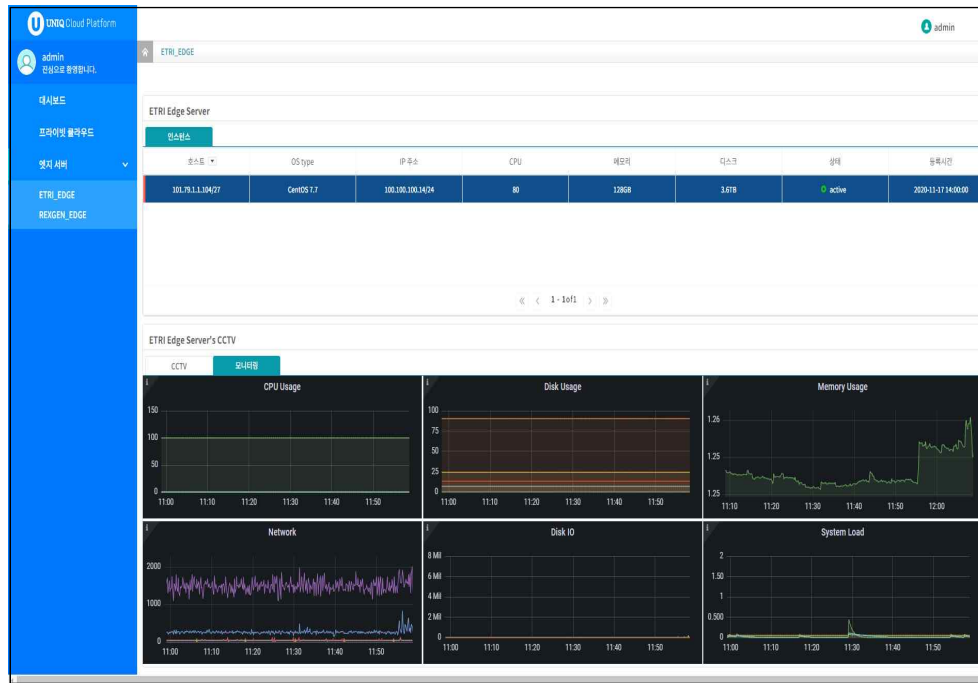 UNIQ Cloud Platform
admin
admin
진심으로 환영합니다.
대시보드
프라이빗 클라우드
엣지 서버
ETRI_EDGE
REXGEN_EDGE
ETRI_EDGE
ETRI Edge Server
인스턴스
호스트 OS type IP 주소 CPU 메모리 디스크 상태 등록시간
101.79.1.1.104/27 CentOS 7.7 100.100.100.14/24 80 128GB 3.6TB active 2020-11-17 14:00:00
1 - 1of1
ETRI Edge Server's CCTV
CCTV 모니터링
CPU Usage
150
100
50
0
11:00 11:10 11:20 11:30 11:40 11:50
Disk Usage
100
75
50
25
0
11:00 11:10 11:20 11:30 11:40 11:50
Memory Usage
1.26
1.25
1.25
11:10 11:20 11:30 11:40 11:50 12:00
Network
2000
1000
0
11:00 11:10 11:20 11:30 11:40 11:50
Disk IO
8 Mil
6 Mil
4 Mil
2 Mil
0
11:00 11:10 11:20 11:30 11:40 11:50
System Load
2
1.50
1
0.500
0
11:00 11:10 11:20 11:30 11:40 11:50